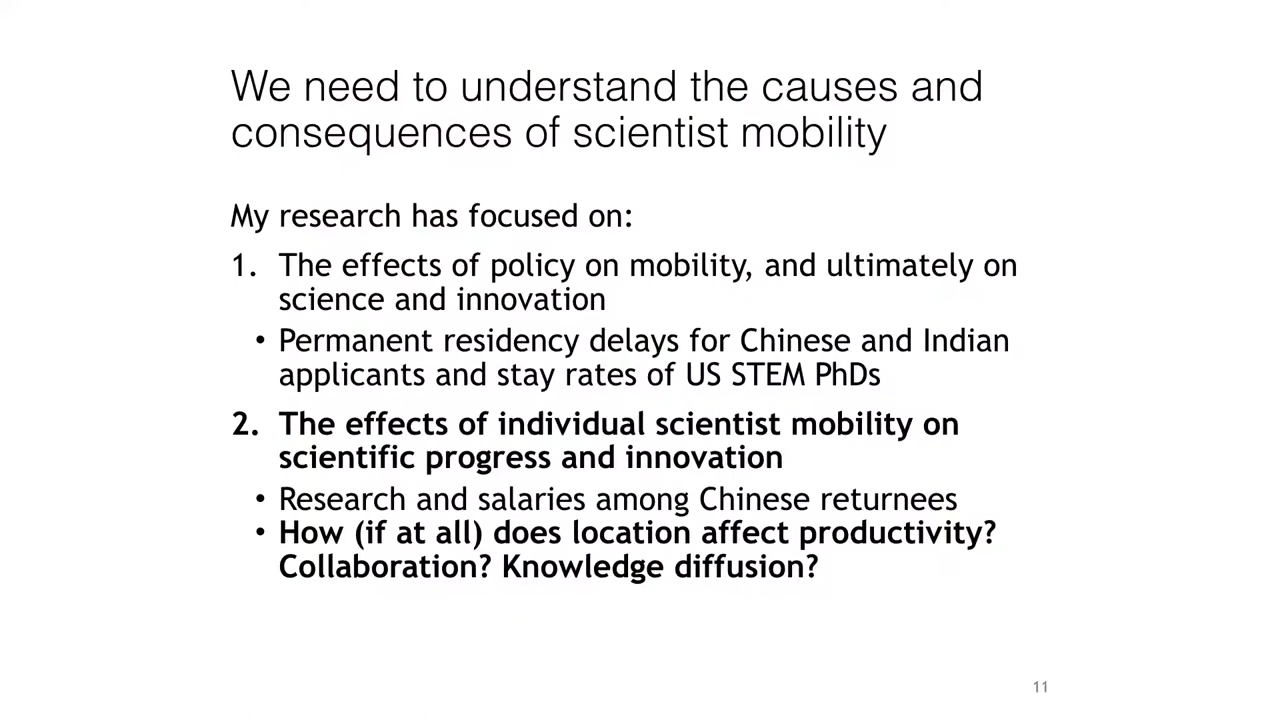 We need to understand the causes and
consequences of scientist mobility
My research has focused on:
1. The effects of policy on mobility, and ultimately on
science and innovation
• Permanent residency delays for Chinese and Indian
applicants and stay rates of US STEM PhDs
2. The effects of individual scientist mobility on
scientific progress and innovation
• Research and salaries among Chinese returnees
• How (if at all) does location affect productivity?
Collaboration? Knowledge diffusion?
11